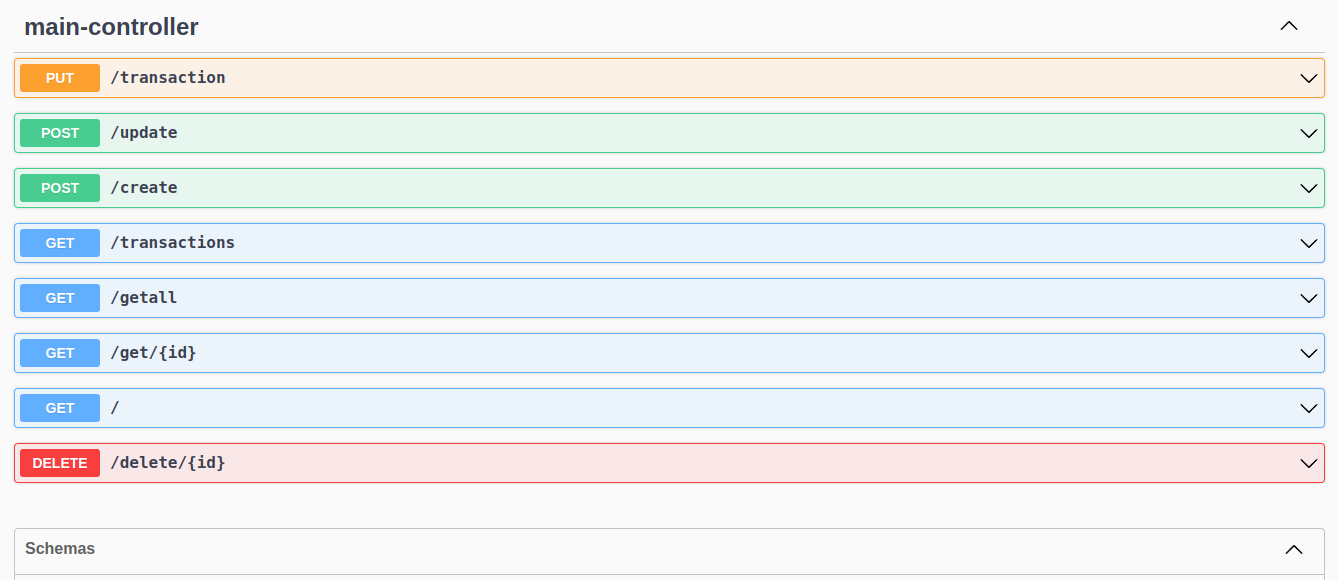 main-controller
PUT /transaction
POST /update
POST /create
GET /transactions
GET /getall
GET /get/{id}
GET /
DELETE /delete/{id}
Schemas